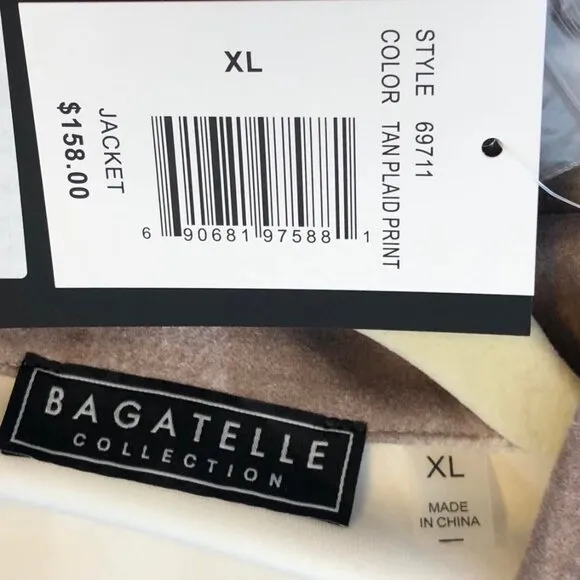 STYLE 69711
COLOR TAN PLAID PRINT
XL
6 90681 97588 1
JACKET
$158.00
BAGATELLE
COLLECTION
XL
MADE
IN CHINA